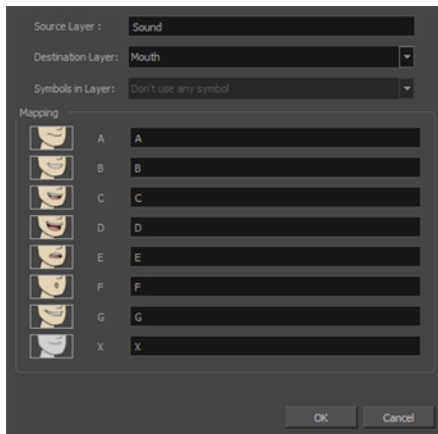 Source Layer : Sound
Destination Layer: Mouth
Symbols in Layer: Don't use any symbol
Mapping
A A
B B
C C
D D
E E
F F
G G
X X
OK Cancel